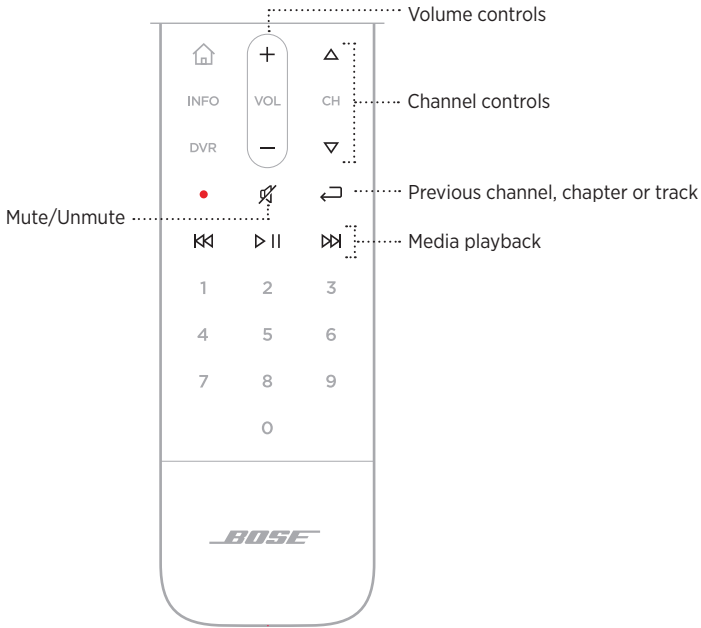 Volume controls
INFO VOL CH
Channel controls
DVR
Previous channel, chapter or track
Mute/Unmute
Media playback
1 2 3
4 5 6
7 8 9
0
BOSE